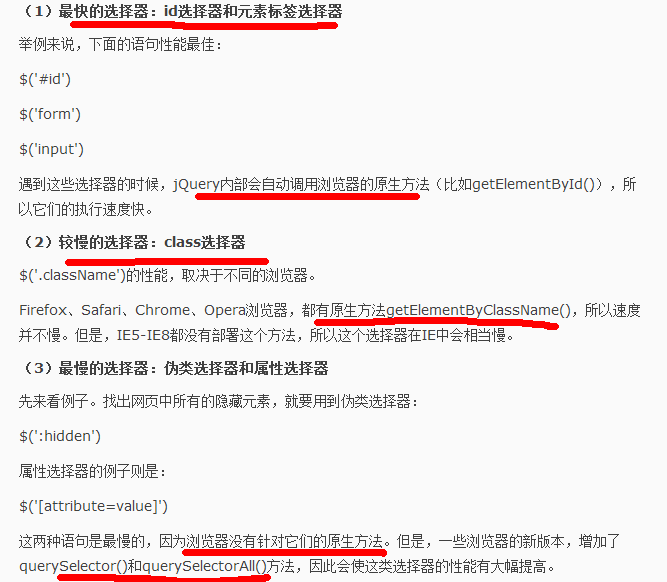 （1）最快的选择器：id选择器和元素标签选择器
举例来说，下面的语句性能最佳：
$('#id')
$('form')
$('input')
遇到这些选择器的时候，jQuery内部会自动调用浏览器的原生方法（比如getElementById()），所
以它们的执行速度快。
（2）较慢的选择器：class选择器
$('.className')的性能，取决于不同的浏览器。
Firefox、Safari、Chrome、Opera浏览器，都有原生方法getElementByClassName()，所以速度
并不慢。但是，IE5-IE8都没有部署这个方法，所以这个选择器在IE中会相当慢。
（3）最慢的选择器：伪类选择器和属性选择器
先来看例子。找出网页中所有的隐藏元素，就要用到伪类选择器：
$(':hidden')
属性选择器的例子则是：
$('[attribute=value]')
这两种语句是最慢的，因为浏览器没有针对它们的原生方法。但是，一些浏览器的新版本，增加了
querySelector()和querySelectorAll()方法，因此会使这类选择器的性能有大幅提高。